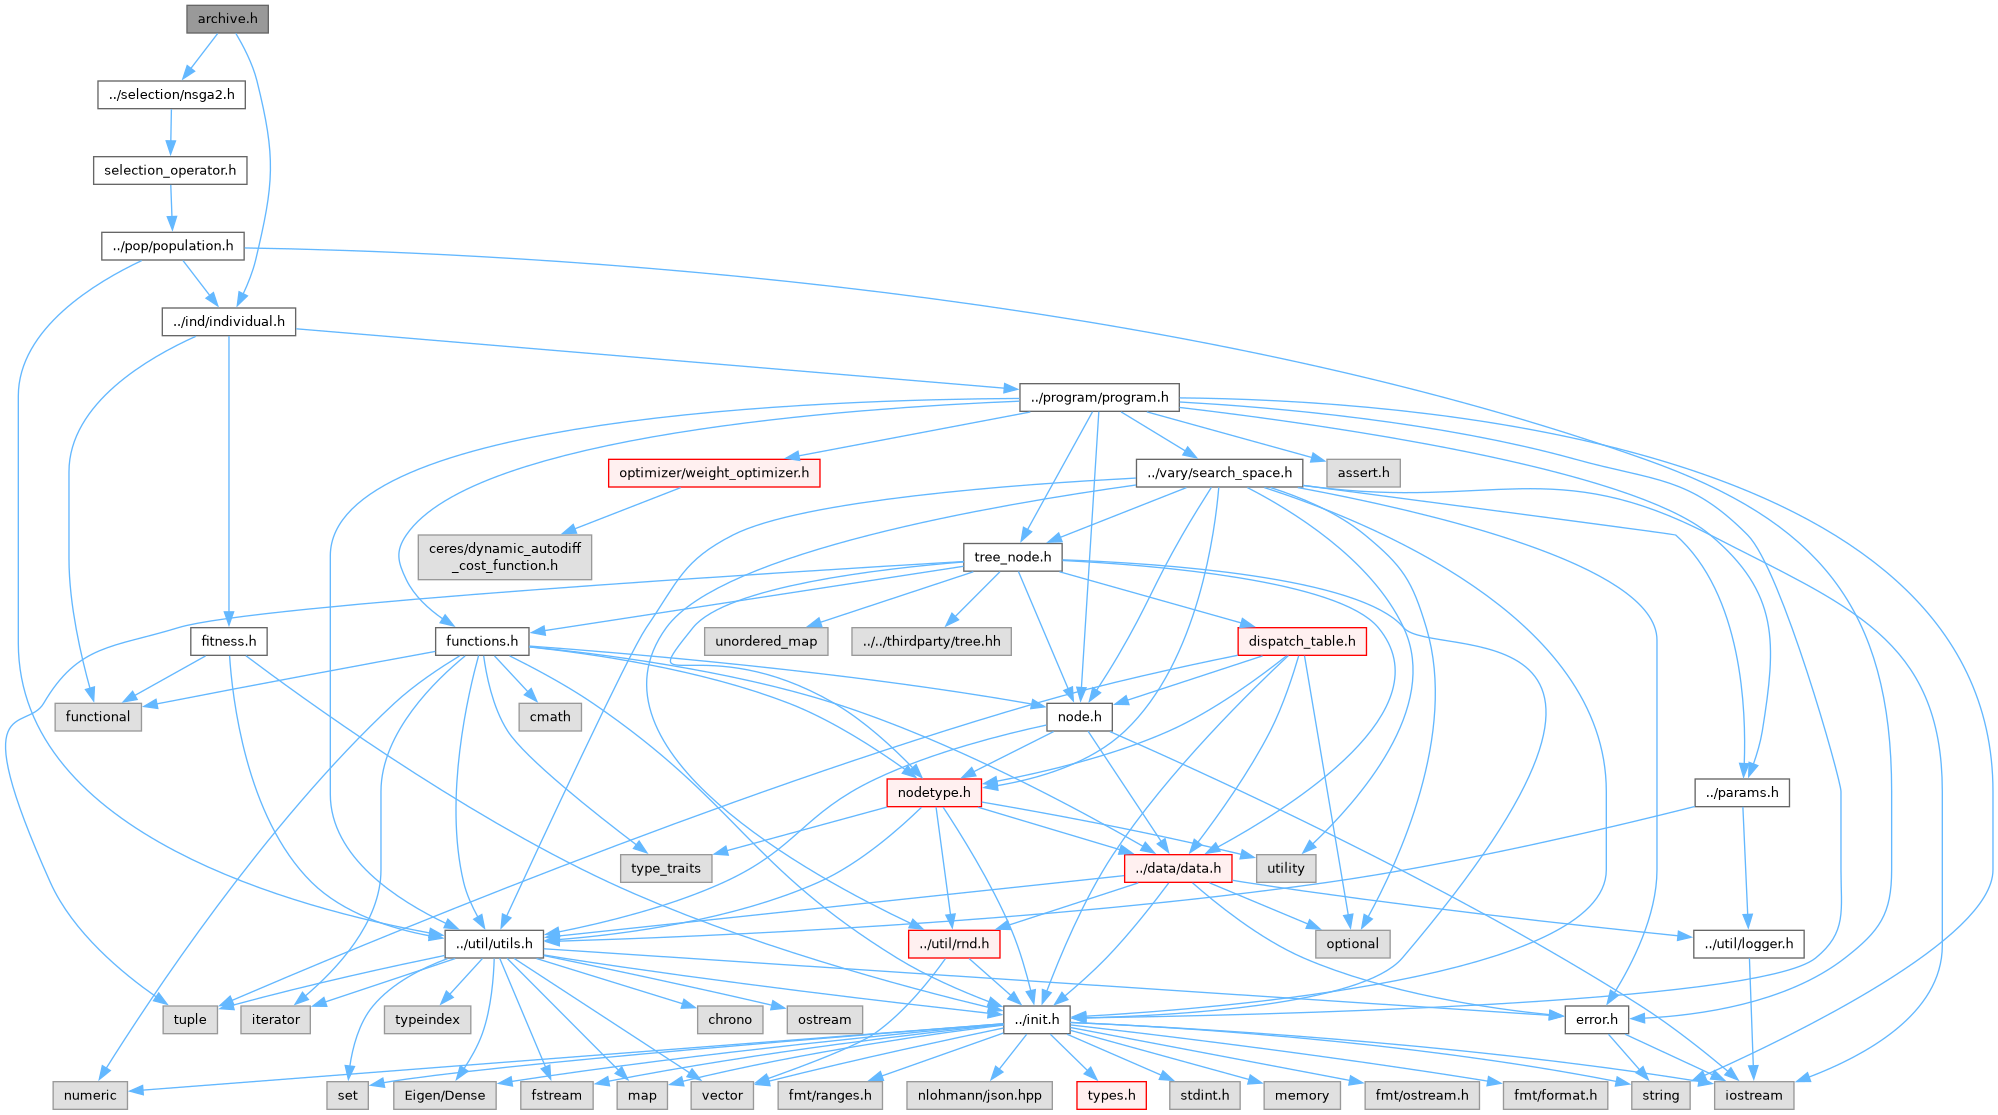 archive.h
../selection/nsga2.h
selection_operator.h
../pop/population.h
../ind/individual.h
../program/program.h
optimizer/weight_optimizer.h
../vary/search_space.h
assert.h
ceres/dynamic_autodiff
_cost_function.h
tree_node.h
fitness.h
functions.h
unordered_map
../../thirdparty/tree.hh
dispatch_table.h
functional
cmath
node.h
nodetype.h
../params.h
type_traits
../data/data.h
utility
../util/utils.h
../util/rnd.h
optional
../util/logger.h
tuple
iterator
typeindex
chrono
ostream
../init.h
error.h
numeric
set
Eigen/Dense
fstream
map
vector
fmt/ranges.h
nlohmann/json.hpp
types.h
stdint.h
memory
fmt/ostream.h
fmt/format.h
string
iostream